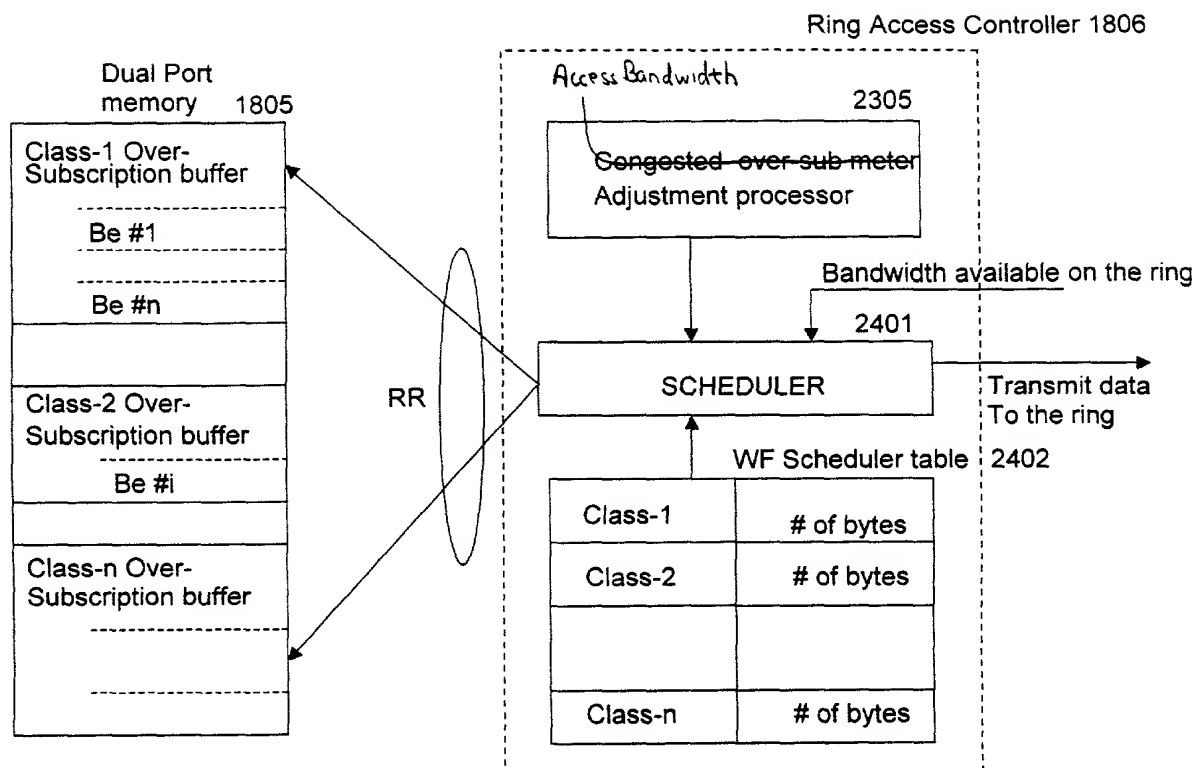 Ring Access Controller 1806
Dual Port
memory 1805
Class-1 Over-
Subscription buffer
Be #1
Be #n
Class-2 Over-
Subscription buffer
Be #i
Class-n Over-
Subscription buffer
RR
Access Bandwidth
2305
Congested over-sub meter
Adjustment processor
Bandwidth available on the ring
2401
SCHEDULER
Transmit data
To the ring
WF Scheduler table 2402
Class-1 # of bytes
Class-2 # of bytes
Class-n # of bytes